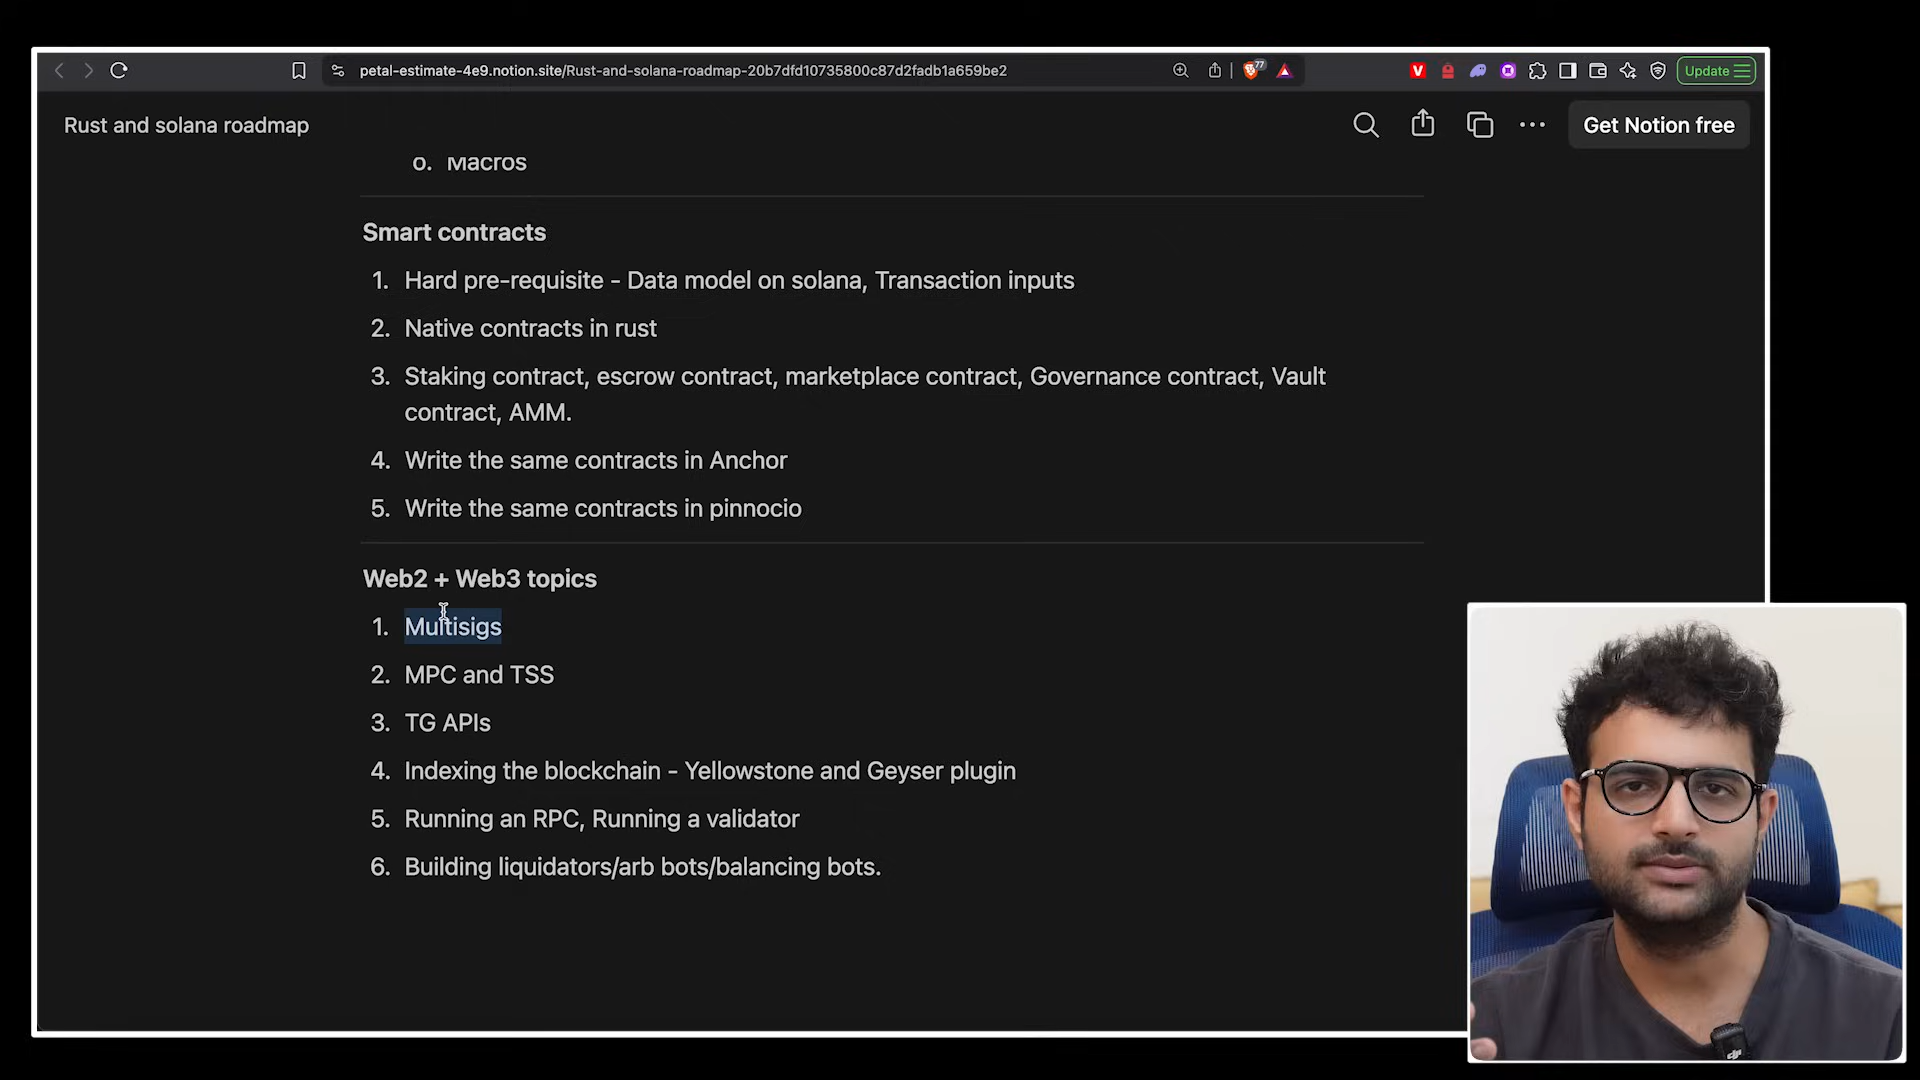 petal-estimate-4e9.notion.site/Rust-and-solana-roadmap-20b7dfd10735800c87d2fadb1a659be2
77
V
Update
Rust and solana roadmap
Get Notion free
o. Macros
Smart contracts
1. Hard pre-requisite - Data model on solana, Transaction inputs
2. Native contracts in rust
3. Staking contract, escrow contract, marketplace contract, Governance contract, Vault
contract, AMM.
4. Write the same contracts in Anchor
5. Write the same contracts in pinnocio
Web2 + Web3 topics
1. Multisigs
2. MPC and TSS
3. TG APIs
4. Indexing the blockchain - Yellowstone and Geyser plugin
5. Running an RPC, Running a validator
6. Building liquidators/arb bots/balancing bots.
dji